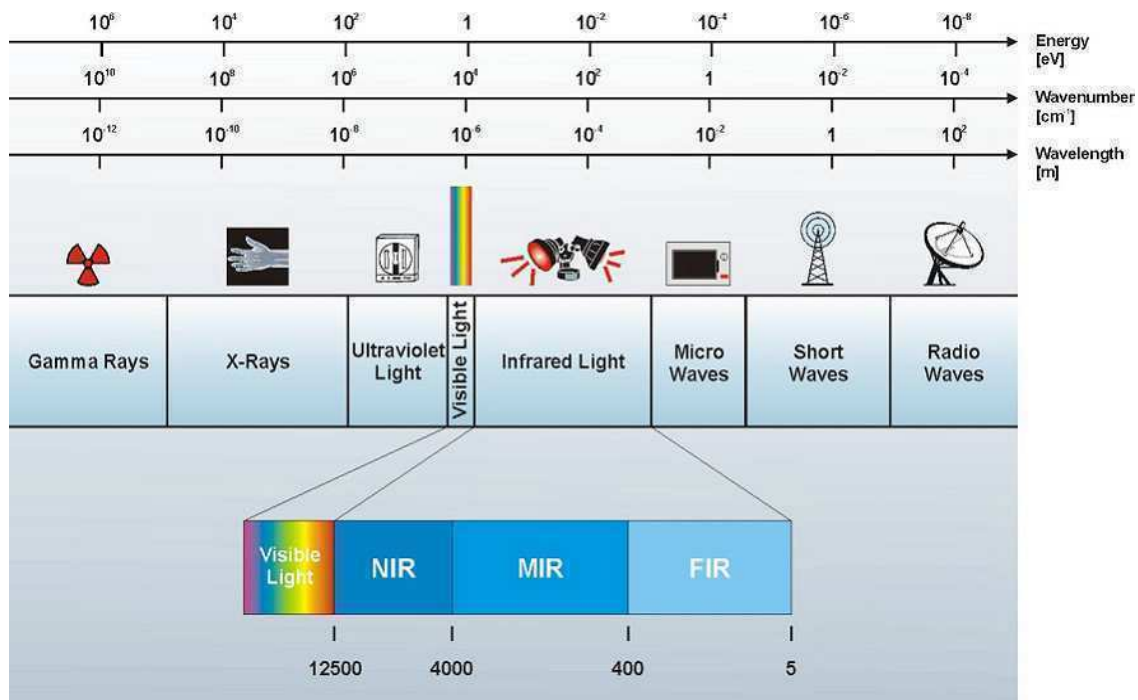 10⁶ 10⁴ 10² 1 10⁻² 10⁻⁴ 10⁻⁶ 10⁻⁸
Energy
[eV]
10¹⁰ 10⁸ 10⁶ 10⁴ 10² 1 10⁻² 10⁻⁴
Wavenumber
[cm⁻¹]
10⁻¹² 10⁻¹⁰ 10⁻⁸ 10⁻⁶ 10⁻⁴ 10⁻² 1 10²
Wavelength
[m]
Gamma Rays
X-Rays
Ultraviolet
Light
Visible Light
Infrared Light
Micro
Waves
Short
Waves
Radio
Waves
Visible
Light
NIR
MIR
FIR
12500 4000 400 5